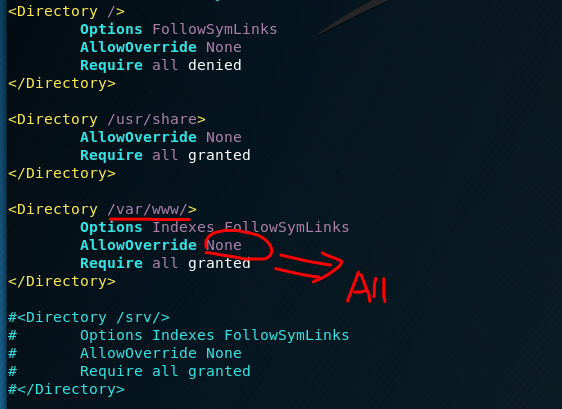 <Directory />
        Options FollowSymLinks
        AllowOverride None
        Require all denied
</Directory>

<Directory /usr/share>
        AllowOverride None
        Require all granted
</Directory>

<Directory /var/www/>
        Options Indexes FollowSymLinks
        AllowOverride None
        Require all granted
All
</Directory>

#<Directory /srv/>
#       Options Indexes FollowSymLinks
#       AllowOverride None
#       Require all granted
#</Directory>